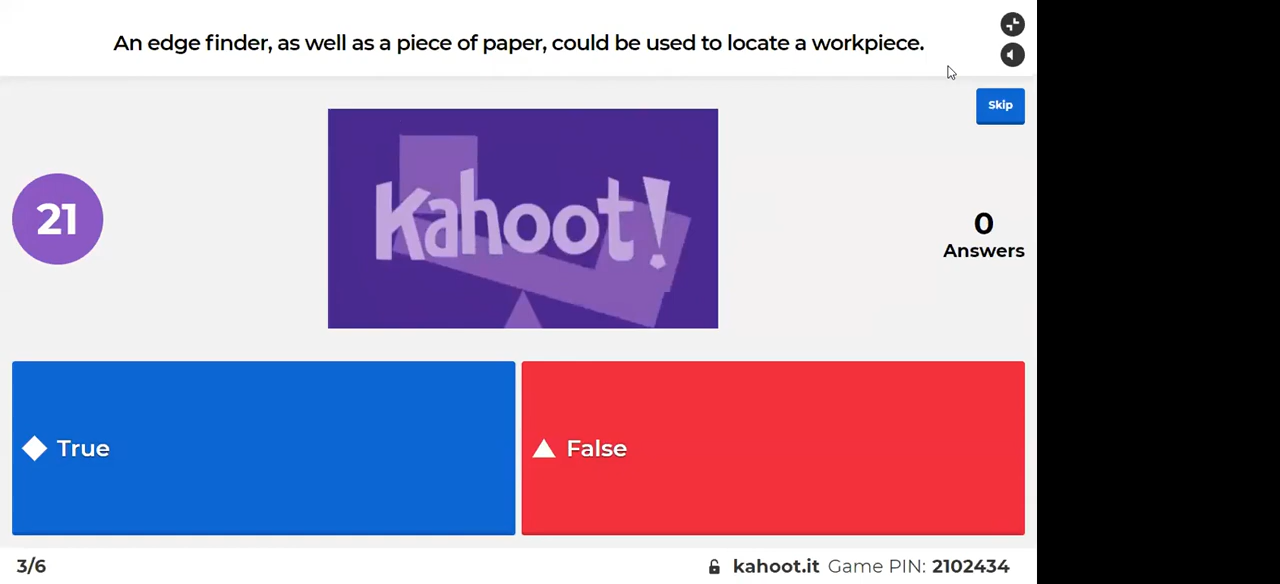 An edge finder, as well as a piece of paper, could be used to locate a workpiece.
Skip
21
Kahoot!
0
Answers
True
False
3/6
kahoot.it Game PIN: 2102434